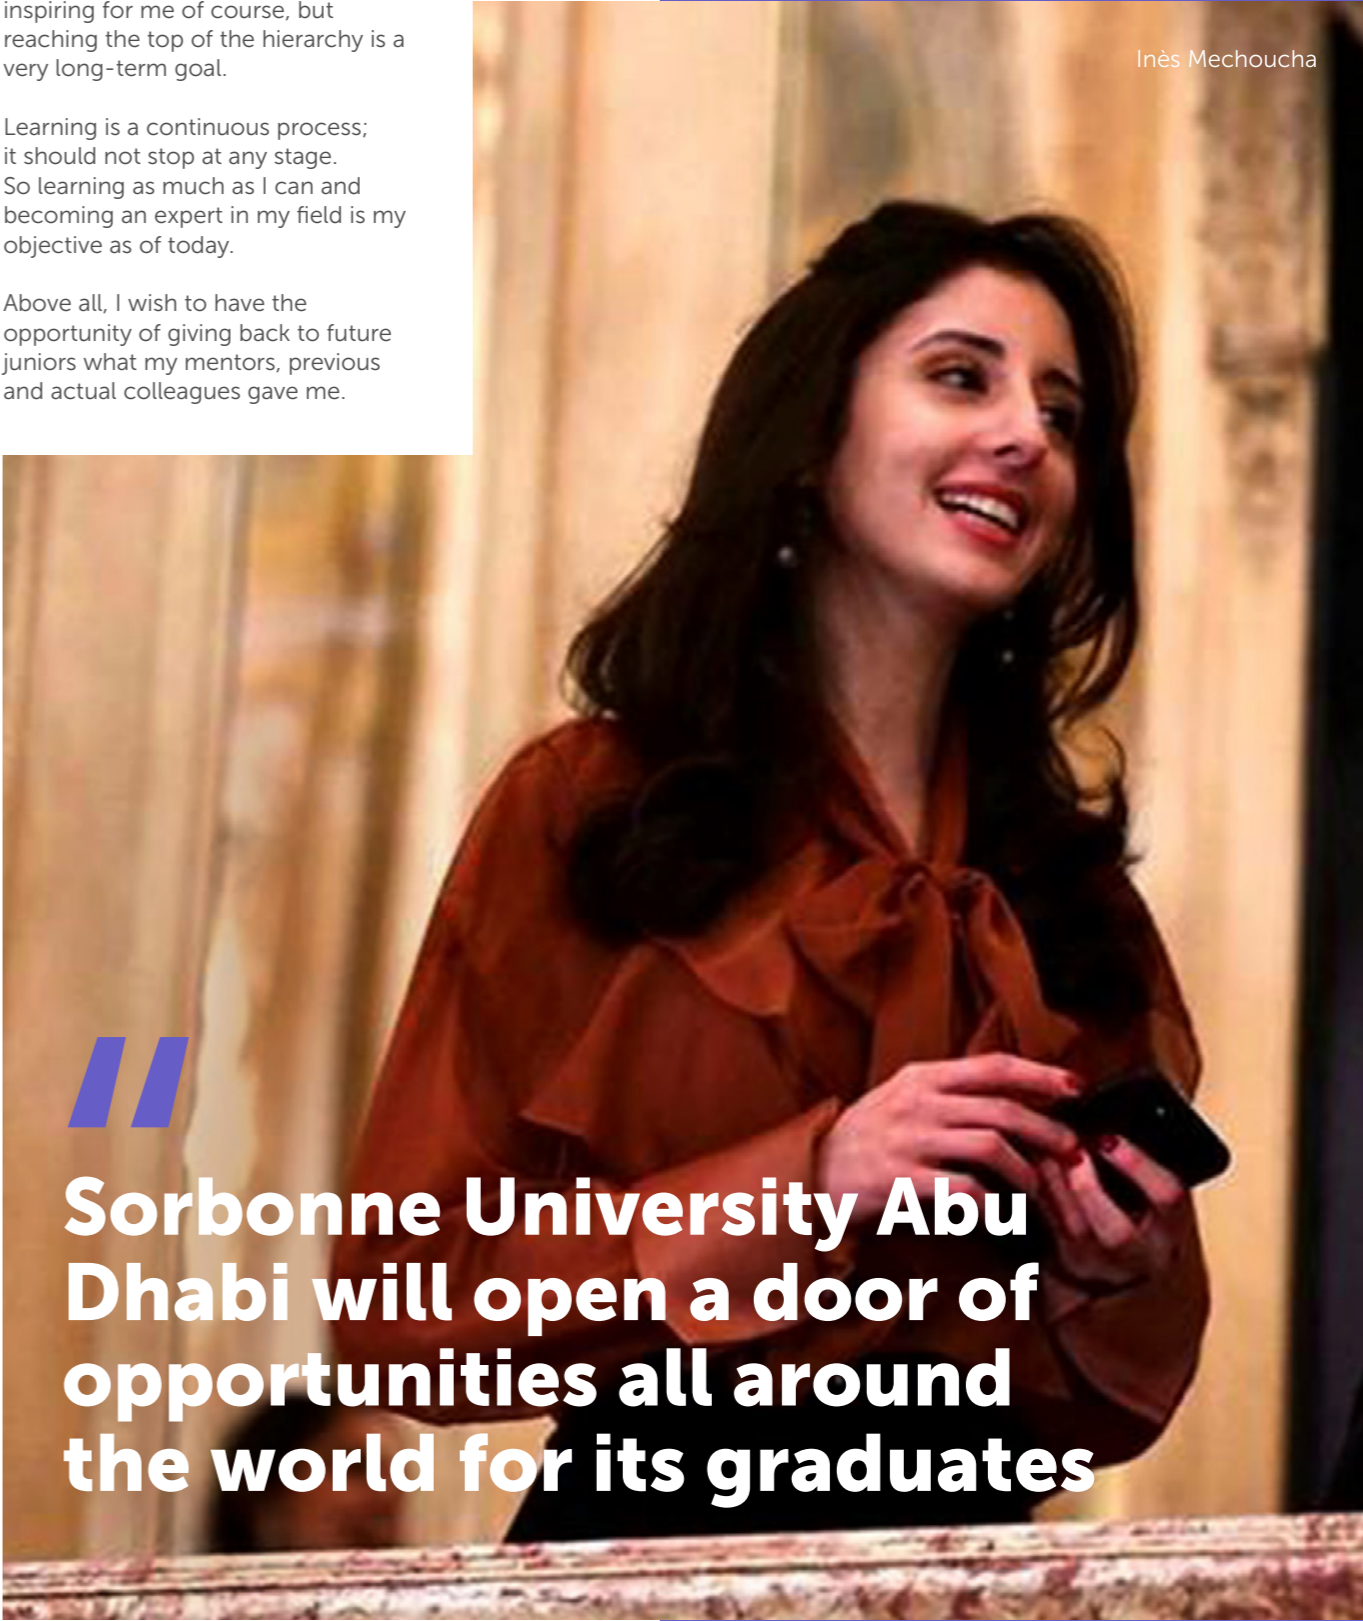 inspiring for me of course, but
reaching the top of the hierarchy is a
very long-term goal.
Learning is a continuous process;
it should not stop at any stage.
So learning as much as I can and
becoming an expert in my field is my
objective as of today.
Above all, I wish to have the
opportunity of giving back to future
juniors what my mentors, previous
and actual colleagues gave me.
Inès Mechoucha
"
Sorbonne University Abu
Dhabi will open a door of
opportunities all around
the world for its graduates